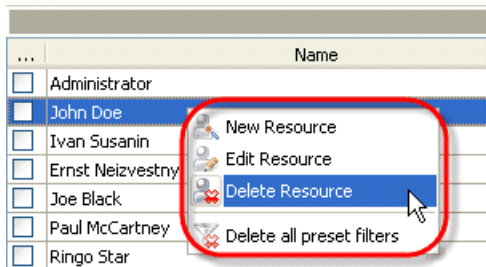 ... Name
Administrator
John Doe
New Resource
Ivan Susanin
Edit Resource
Ernst Neizvestny
Delete Resource
Joe Black
Paul McCartney
Delete all preset filters
Ringo Star